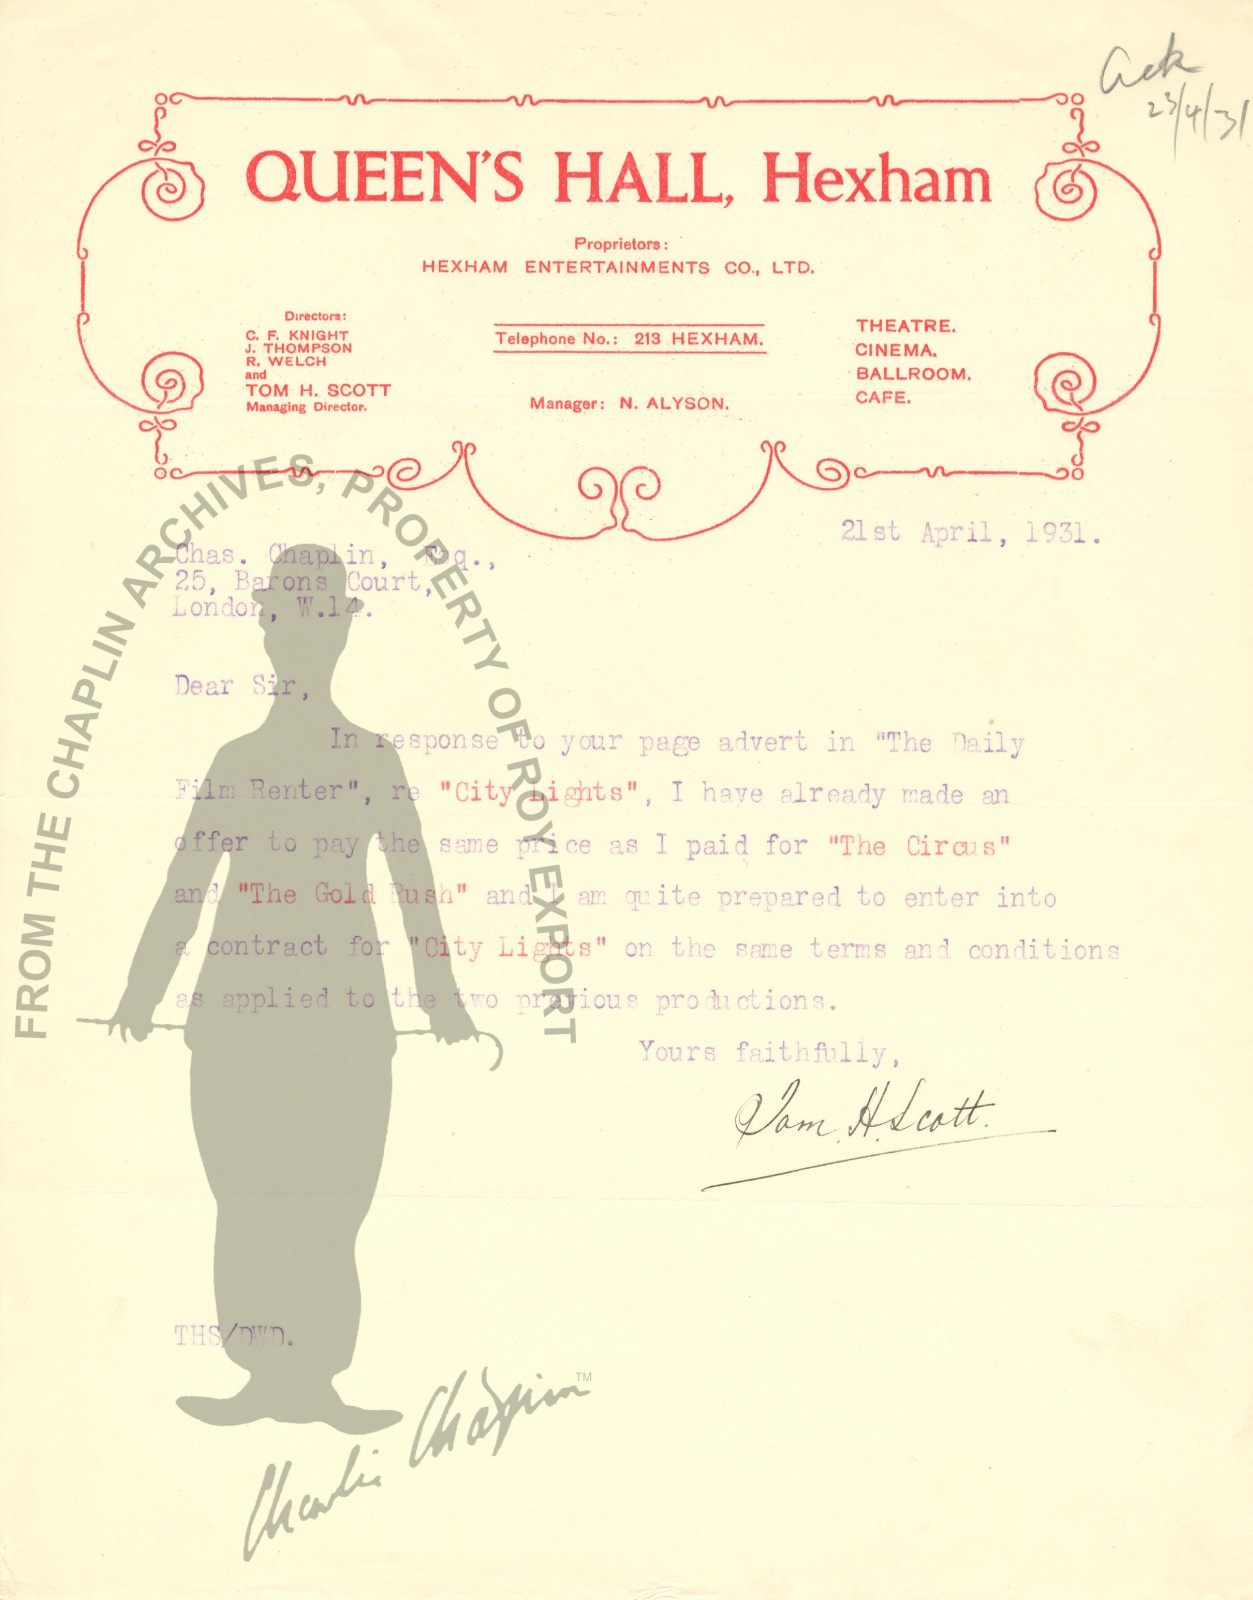 Ack
23/4/31
QUEEN'S HALL, Hexham
Proprietors:
HEXHAM ENTERTAINMENTS CO., LTD.
Directors:
C. F. KNIGHT
J. THOMPSON
R. WELCH
and
TOM H. SCOTT
Managing Director.
Telephone No.: 213 HEXHAM.
Manager: N. ALYSON.
THEATRE.
CINEMA.
BALLROOM.
CAFE.
21st April, 1931.
Chas. Chaplin, Esq.,
25, Barons Court,
London, W.14.
Dear Sir,
In response to your page advert in "The Daily
Film Renter", re "City Lights", I have already made an
offer to pay the same price as I paid for "The Circus"
and "The Gold Rush" and I am quite prepared to enter into
a contract for "City Lights" on the same terms and conditions
as applied to the two previous productions.
Yours faithfully,
Tom. H. Scott.
THS/DWD.
FROM THE CHAPLIN ARCHIVES, PROPERTY OF ROY EXPORT
Charlie Chaplin TM